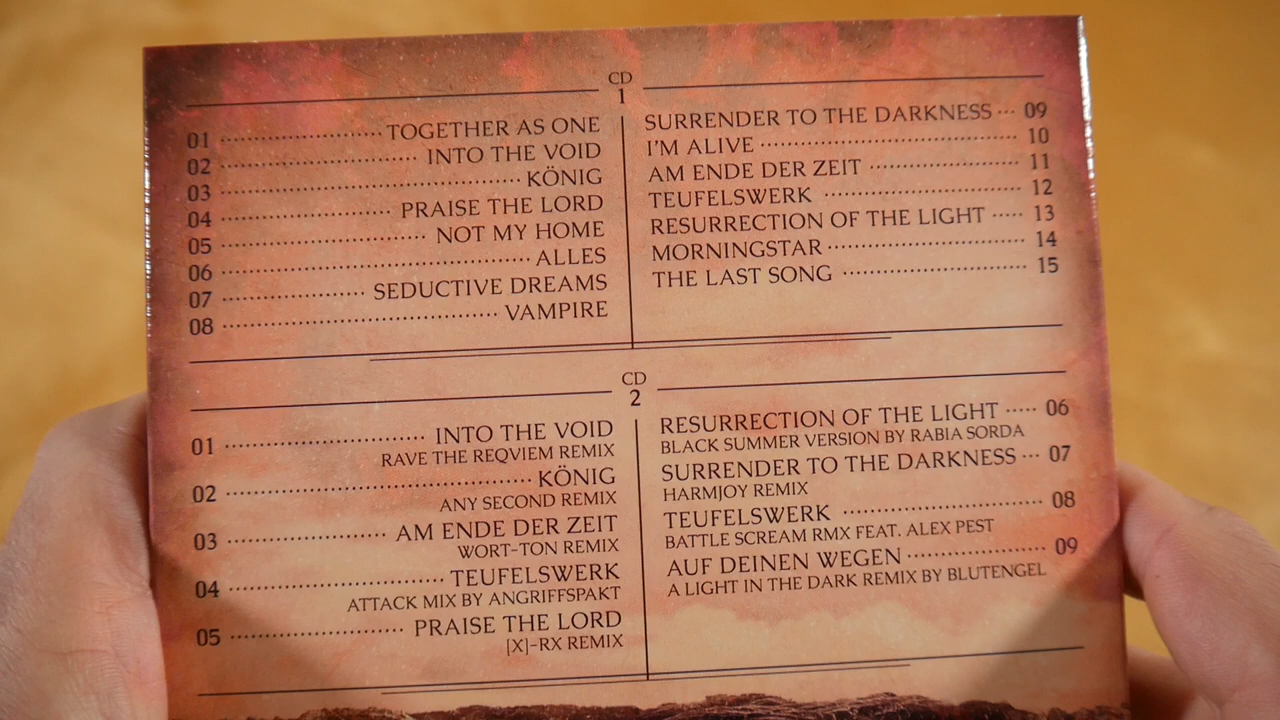 CD
1
01 TOGETHER AS ONE
02 INTO THE VOID
03 KÖNIG
04 PRAISE THE LORD
05 NOT MY HOME
06 ALLES
07 SEDUCTIVE DREAMS
08 VAMPIRE
SURRENDER TO THE DARKNESS 09
I'M ALIVE 10
AM ENDE DER ZEIT 11
TEUFELSWERK 12
RESURRECTION OF THE LIGHT 13
MORNINGSTAR 14
THE LAST SONG 15
CD
2
01 INTO THE VOID
RAVE THE REQVIEM REMIX
02 KÖNIG
ANY SECOND REMIX
03 AM ENDE DER ZEIT
WORT-TON REMIX
04 TEUFELSWERK
ATTACK MIX BY ANGRIFFSPAKT
05 PRAISE THE LORD
[X]-RX REMIX
RESURRECTION OF THE LIGHT 06
BLACK SUMMER VERSION BY RABIA SORDA
SURRENDER TO THE DARKNESS 07
HARMJOY REMIX
TEUFELSWERK 08
BATTLE SCREAM RMX FEAT. ALEX PEST
AUF DEINEN WEGEN 09
A LIGHT IN THE DARK REMIX BY BLUTENGEL